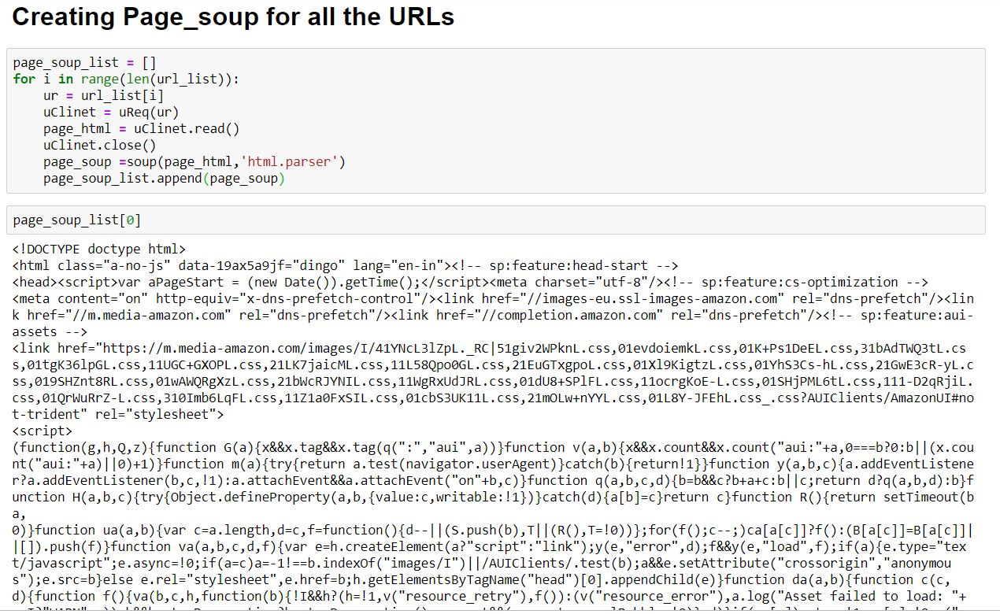 Creating Page_soup for all the URLs
page_soup_list = []
for i in range(len(url_list)):
    ur = url_list[i]
    uClinet = uReq(ur)
    page_html = uClinet.read()
    uClinet.close()
    page_soup =soup(page_html,'html.parser')
    page_soup_list.append(page_soup)
page_soup_list[0]
<!DOCTYPE doctype html>
<html class="a-no-js" data-19ax5a9jf="dingo" lang="en-in"><!-- sp:feature:head-start -->
<head><script>var aPageStart = (new Date()).getTime();</script><meta charset="utf-8"/><!-- sp:feature:cs-optimization -->
<meta content="on" http-equiv="x-dns-prefetch-control"/><link href="//images-eu.ssl-images-amazon.com" rel="dns-prefetch"/><lin
k href="//m.media-amazon.com" rel="dns-prefetch"/><link href="//completion.amazon.com" rel="dns-prefetch"/><!-- sp:feature:aui-
assets -->
<link href="https://m.media-amazon.com/images/I/41YNcL3lZpL._RC|51giv2WPknL.css,01evdoiemkL.css,01K+Ps1DeEL.css,31bAdTWQ3tL.cs
s,01tgK36lpGL.css,11UGC+GXOPL.css,21LK7jaicML.css,11L58Qpo0GL.css,21EuGTxgpoL.css,01Xl9KigtzL.css,01YhS3Cs-hL.css,21GwE3cR-yL.c
ss,019SHZnt8RL.css,01wAWQRgXzL.css,21bWcRJYNIL.css,11WgRxUdJRL.css,01dU8+SPlFL.css,11ocrgKoE-L.css,01SHjPML6tL.css,111-D2qRjiL.
css,01QrWuRrZ-L.css,310Imb6LqFL.css,11Z1a0FxSIL.css,01cbS3UK11L.css,21mOLw+nYYL.css,01L8Y-JFEhL.css_.css?AUIClients/AmazonUI#no
t-trident" rel="stylesheet">
<script>
(function(g,h,Q,z){function G(a){x&&x.tag&&x.tag(q(":","aui",a))}function v(a,b){x&&x.count&&x.count("aui:"+a,0===b?0:b||(x.cou
nt("aui:"+a)||0)+1)}function m(a){try{return a.test(navigator.userAgent)}catch(b){return!1}}function y(a,b,c){a.addEventListene
r?a.addEventListener(b,c,!1):a.attachEvent&&a.attachEvent("on"+b,c)}function q(a,b,c,d){b=b&&c?b+a+c:b||c;return d?q(a,b,d):b}f
unction H(a,b,c){try{Object.defineProperty(a,b,{value:c,writable:!1})}catch(d){a[b]=c}return c}function R(){return setTimeout(b
a,
0)}function ua(a,b){var c=a.length,d=c,f=function(){d--||(S.push(b),T||(R(),T=!0))};for(f();c--;)ca[a[c]]?f():(B[a[c]]=B[a[c]]|
|[]).push(f)}function va(a,b,c,d,f){var e=h.createElement(a?"script":"link");y(e,"error",d);f&&y(e,"load",f);if(a){e.type="tex
t/javascript";e.async=!0;if(a=c)a=-1!==b.indexOf("images/I")||/AUIClients/.test(b);a&&e.setAttribute("crossorigin","anonymou
s");e.src=b}else e.rel="stylesheet",e.href=b;h.getElementsByTagName("head")[0].appendChild(e)}function da(a,b){function c(c,
d){function f(){va(b,c,h,function(b){!I&&h?(h=!1,v("resource_retry"),f()):(v("resource_error"),a.log("Asset failed to load: "+